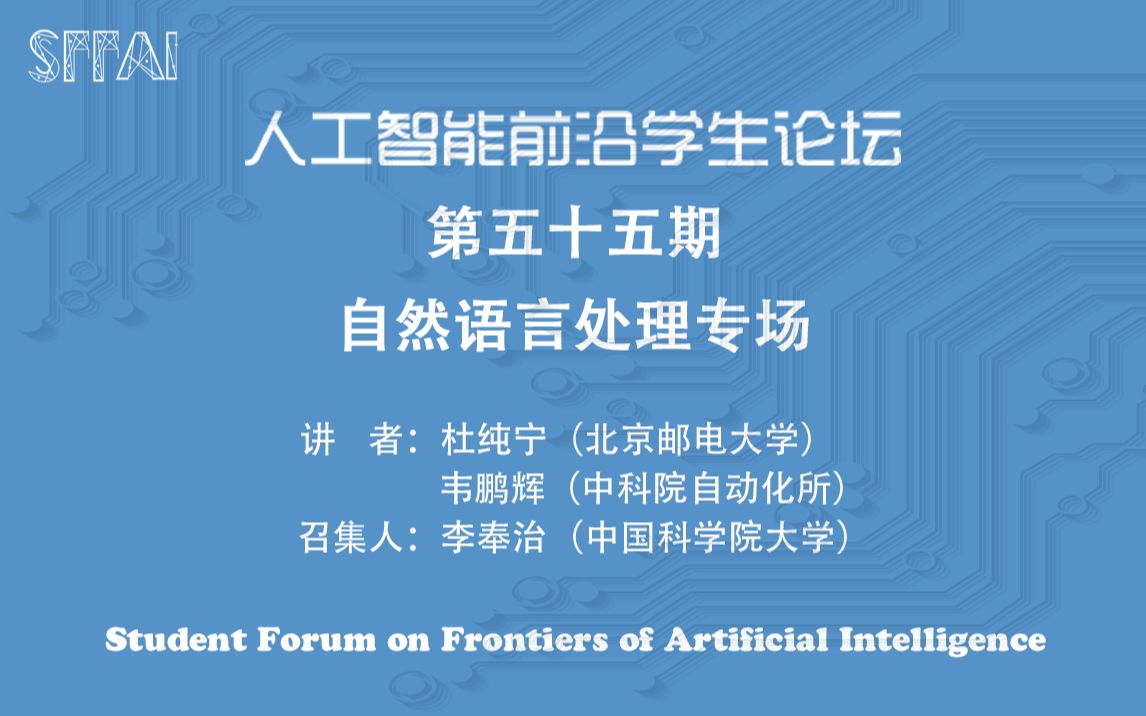 SFFAI
人工智能前沿学生论坛
第五十五期
自然语言处理专场
讲 者：杜纯宁（北京邮电大学）
韦鹏辉（中科院自动化所）
召集人：李奉治（中国科学院大学）
Student Forum on Frontiers of Artificial Intelligence